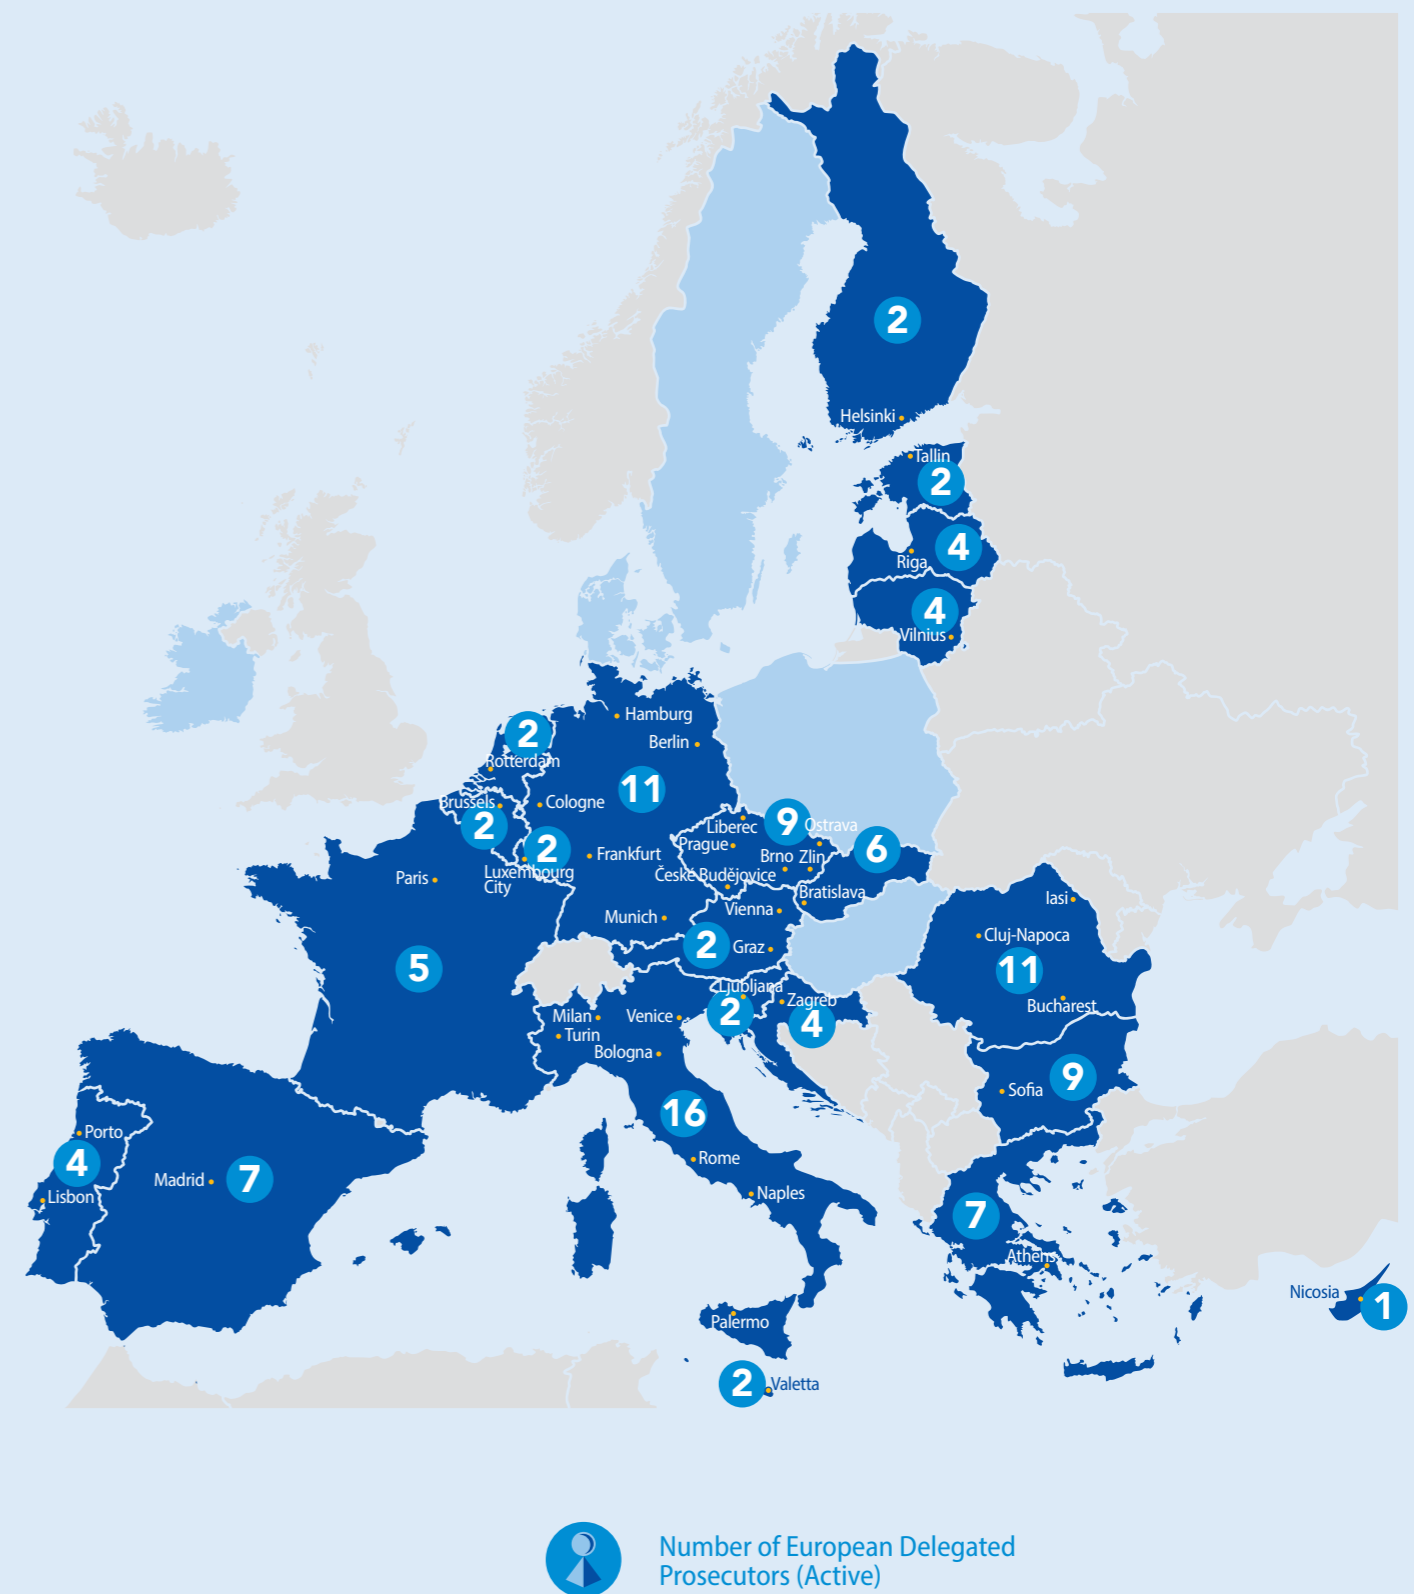 2
Helsinki
Tallin
2
4
Riga
4
Vilnius
Hamburg
2
Berlin
Rotterdam
11
Brussels
Cologne
2
9
Ostrava
Liberec
Prague
6
2
Frankfurt
Brno
Zlin
Luxembourg
City
Paris
České Budějovice
Bratislava
Iasi
Vienna
Munich
Cluj-Napoca
2
Graz
5
11
Ljubljana
Zagreb
Bucharest
2
4
Milan
Venice
Turin
Bologna
Sofia
9
16
Porto
4
Rome
Madrid
7
Lisbon
Naples
7
Athens
Nicosia
1
Palermo
2
Valetta
Number of European Delegated
Prosecutors (Active)